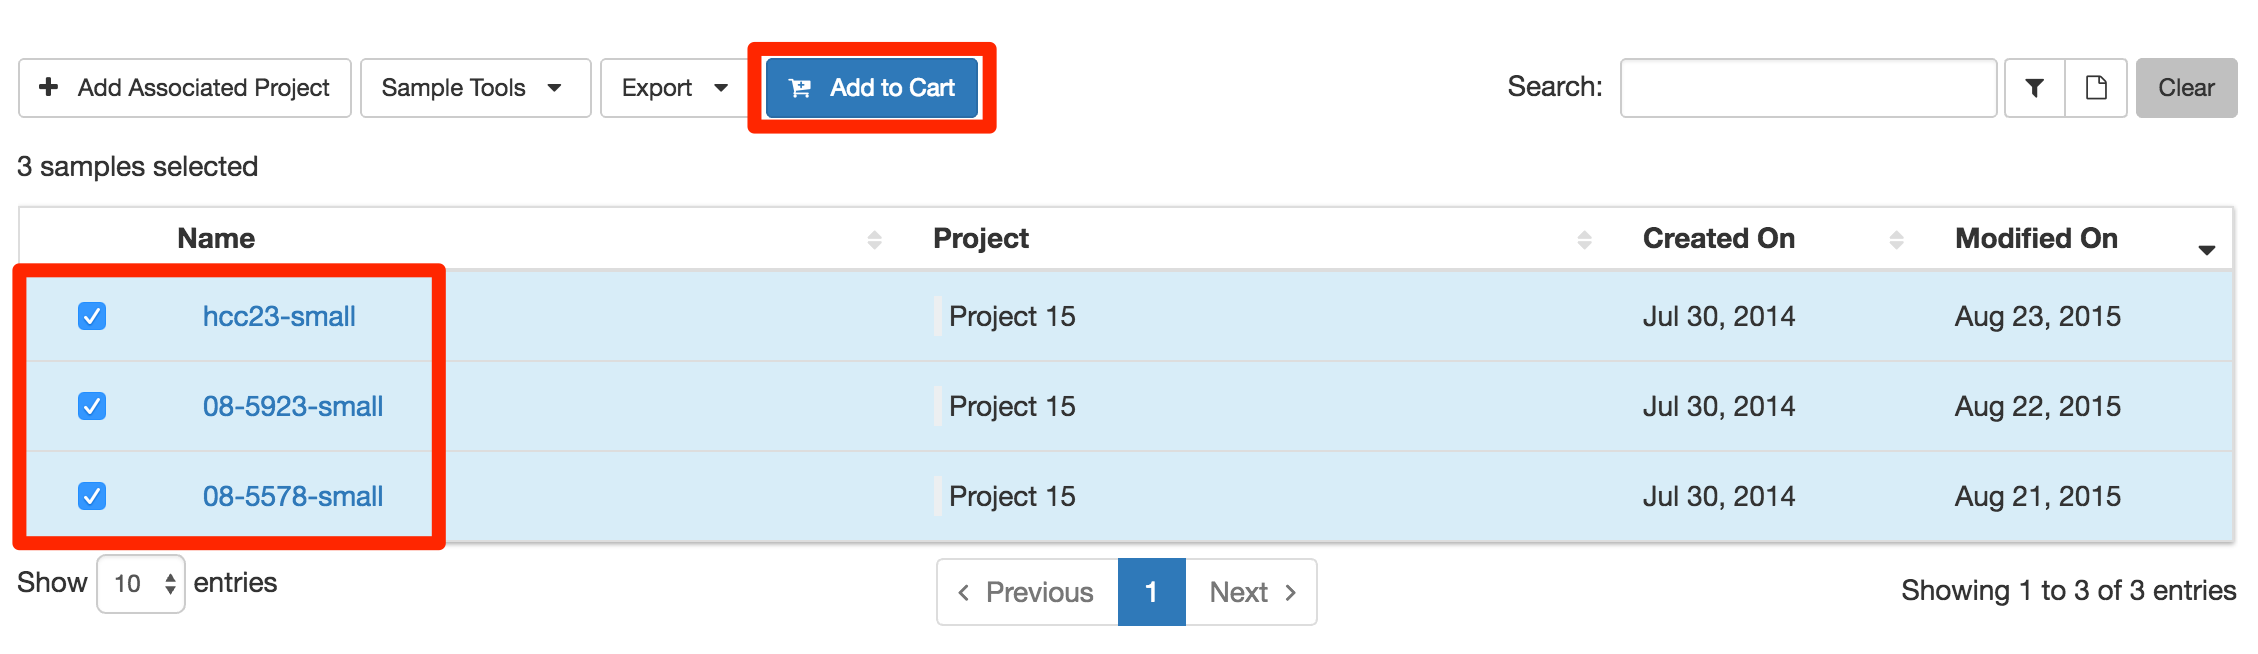 Add Associated Project Sample Tools Export Add to Cart Search: Clear
3 samples selected
Name Project Created On Modified On
hcc23-small Project 15 Jul 30, 2014 Aug 23, 2015
08-5923-small Project 15 Jul 30, 2014 Aug 22, 2015
08-5578-small Project 15 Jul 30, 2014 Aug 21, 2015
Show 10 entries Previous 1 Next Showing 1 to 3 of 3 entries